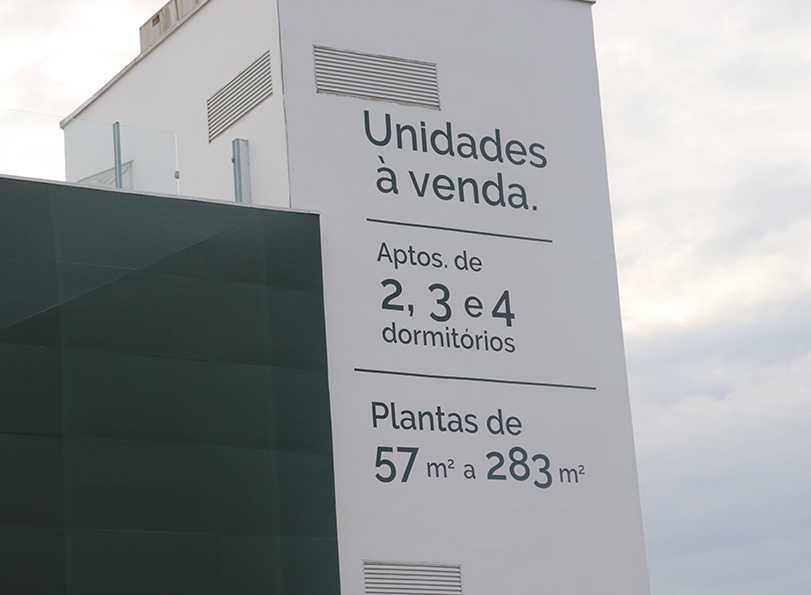 Unidades
à venda.
Aptos. de
2, 3 e 4
dormitórios
Plantas de
57 m² a 283 m²